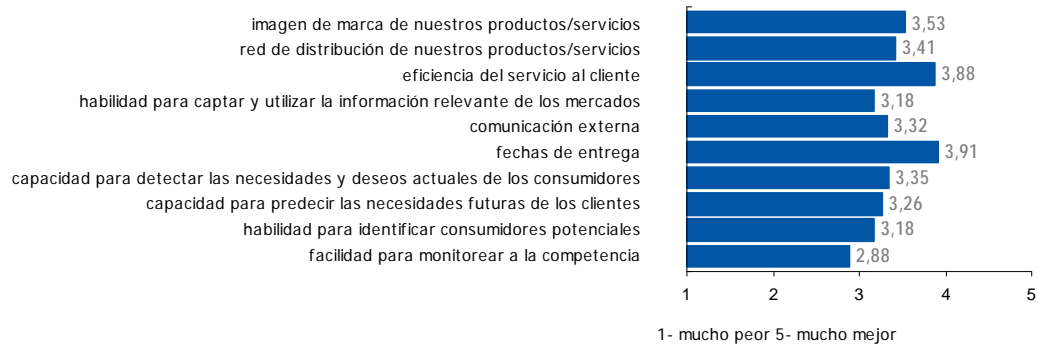 imagen de marca de nuestros productos/servicios 3,53
red de distribución de nuestros productos/servicios 3,41
eficiencia del servicio al cliente 3,88
habilidad para captar y utilizar la información relevante de los mercados 3,18
comunicación externa 3,32
fechas de entrega 3,91
capacidad para detectar las necesidades y deseos actuales de los consumidores 3,35
capacidad para predecir las necesidades futuras de los clientes 3,26
habilidad para identificar consumidores potenciales 3,18
facilidad para monitorear a la competencia 2,88
1 2 3 4 5
1- mucho peor 5- mucho mejor